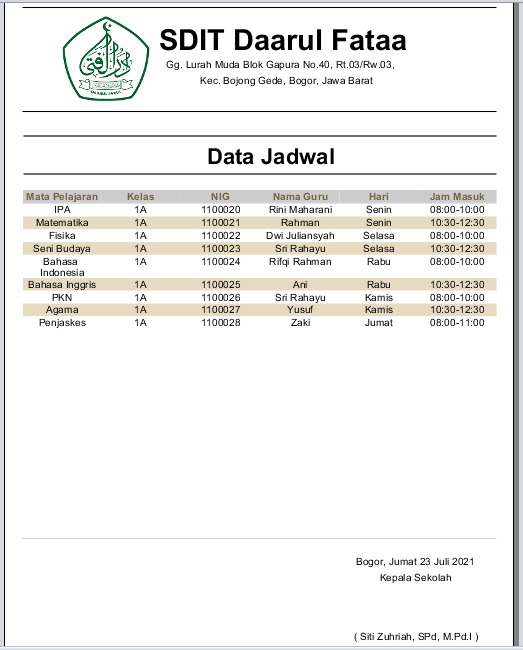 SDIT Daarul Fataa
Gg. Lurah Muda Blok Gapura No.40, Rt.03/Rw.03,
Kec. Bojong Gede, Bogor, Jawa Barat
DAARUL FATAA
Data Jadwal
Mata Pelajaran Kelas NIG Nama Guru Hari Jam Masuk
IPA 1A 1100020 Rini Maharani Senin 08:00-10:00
Matematika 1A 1100021 Rahman Senin 10:30-12:30
Fisika 1A 1100022 Dwi Juliansyah Selasa 08:00-10:00
Seni Budaya 1A 1100023 Sri Rahayu Selasa 10:30-12:30
Bahasa 1A 1100024 Rifqi Rahman Rabu 08:00-10:00
Indonesia
Bahasa Inggris 1A 1100025 Ani Rabu 10:30-12:30
PKN 1A 1100026 Sri Rahayu Kamis 08:00-10:00
Agama 1A 1100027 Yusuf Kamis 10:30-12:30
Penjaskes 1A 1100028 Zaki Jumat 08:00-11:00
Bogor, Jumat 23 Juli 2021
Kepala Sekolah
( Siti Zuhriah, SPd, M.Pd.I )